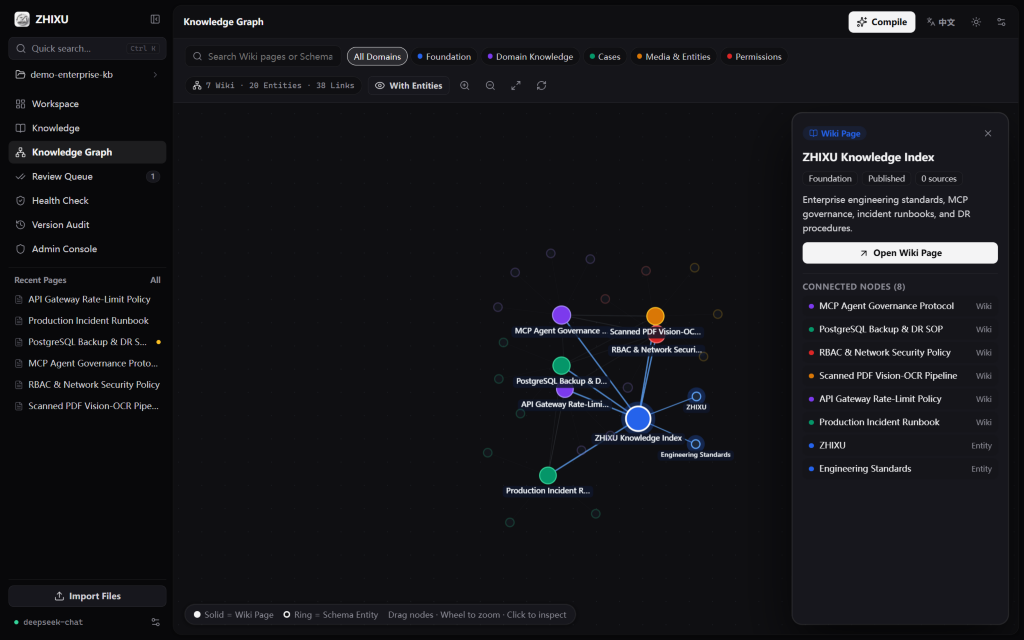 ZHIXU
Quick search...
Ctrl K
demo-enterprise-kb
Workspace
Knowledge
Knowledge Graph
Review Queue
1
Health Check
Version Audit
Admin Console
Recent Pages
All
API Gateway Rate-Limit Policy
Production Incident Runbook
PostgreSQL Backup & DR S...
MCP Agent Governance Proto...
RBAC & Network Security Policy
Scanned PDF Vision-OCR Pipe...
Import Files
deepseek-chat
Knowledge Graph
Compile
中文
Search Wiki pages or Schema
All Domains
Foundation
Domain Knowledge
Cases
Media & Entities
Permissions
7 Wiki · 20 Entities · 38 Links
With Entities
MCP Agent Governance ...
Scanned PDF Vision-OC...
RBAC & Network Securi...
PostgreSQL Backup & D...
API Gateway Rate-Limi...
ZHIXU
ZHIXU Knowledge Index
Engineering Standards
Production Incident R...
Solid = Wiki Page
Ring = Schema Entity
Drag nodes · Wheel to zoom · Click to inspect
Wiki Page
ZHIXU Knowledge Index
Foundation
Published
0 sources
Enterprise engineering standards, MCP
governance, incident runbooks, and DR
procedures.
Open Wiki Page
CONNECTED NODES (8)
MCP Agent Governance Protocol
Wiki
PostgreSQL Backup & DR SOP
Wiki
RBAC & Network Security Policy
Wiki
Scanned PDF Vision-OCR Pipeline
Wiki
API Gateway Rate-Limit Policy
Wiki
Production Incident Runbook
Wiki
ZHIXU
Entity
Engineering Standards
Entity